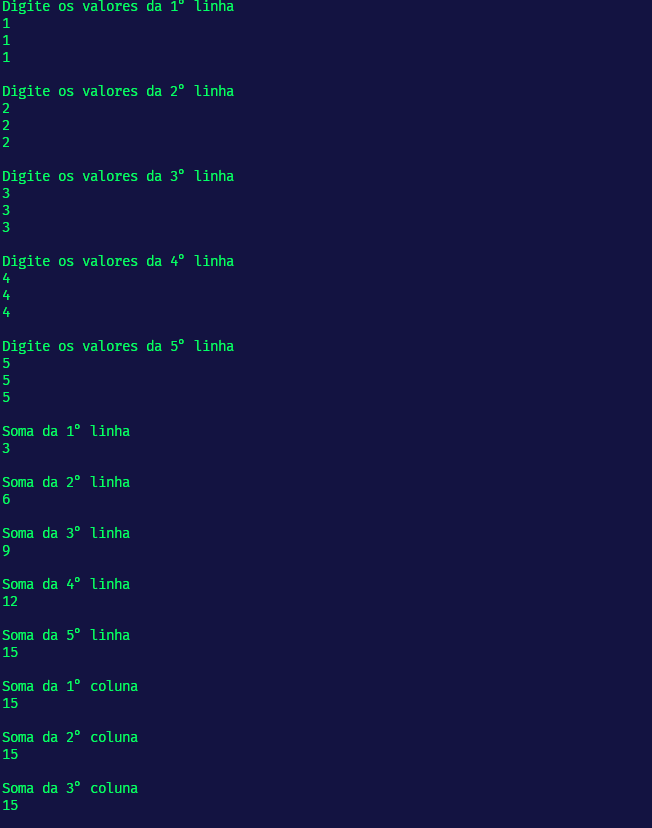 Digite os valores da 1° linha
1
1
1
Digite os valores da 2° linha
2
2
2
Digite os valores da 3° linha
3
3
3
Digite os valores da 4° linha
4
4
4
Digite os valores da 5° linha
5
5
5
Soma da 1° linha
3
Soma da 2° linha
6
Soma da 3° linha
9
Soma da 4° linha
12
Soma da 5° linha
15
Soma da 1° coluna
15
Soma da 2° coluna
15
Soma da 3° coluna
15